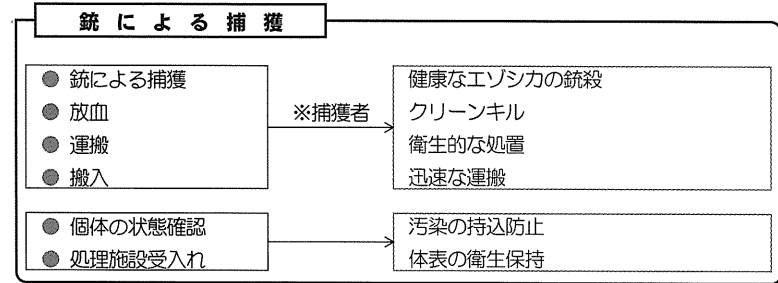 銃による捕獲
● 銃による捕獲
● 放血
● 運搬
● 搬入
※捕獲者
健康なエゾシカの銃殺
クリーンキル
衛生的な処置
迅速な運搬
● 個体の状態確認
● 処理施設受入れ
汚染の持込防止
体表の衛生保持